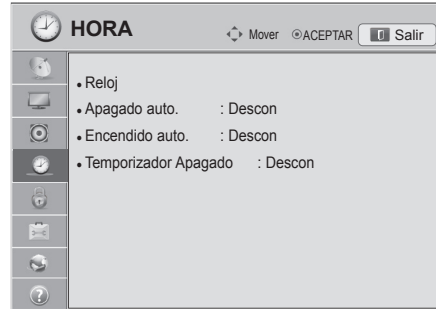 HORA
Mover ACEPTAR Salir
• Reloj
• Apagado auto. : Descon
• Encendido auto. : Descon
• Temporizador Apagado : Descon
?